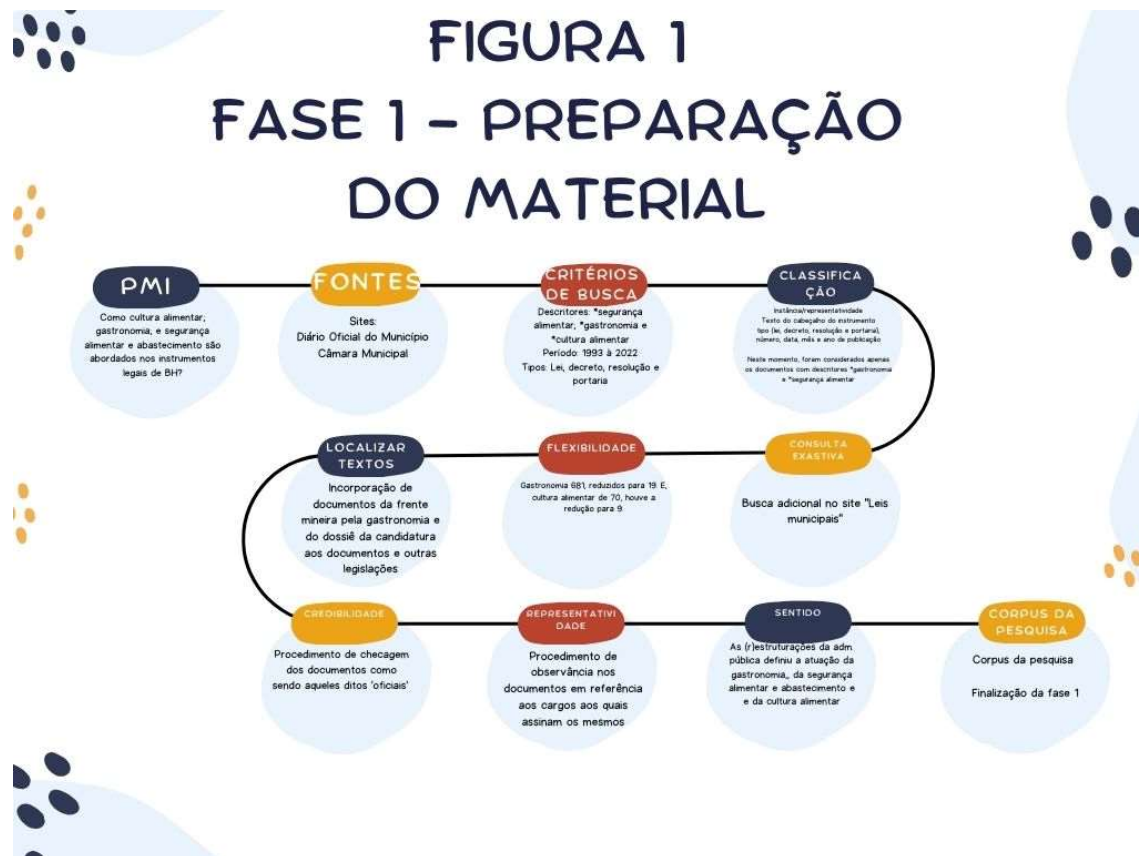 FIGURA 1
FASE 1 - PREPARAÇÃO
DO MATERIAL
PMI
Como cultura alimentar;
gastronomia; e segurança
alimentar e abastecimento são
abordados nos instrumentos
legais de BH?
FONTES
Sites:
Diário Oficial do Município
Câmara Municipal
CRITÉRIOS
DE BUSCA
Descritores: *segurança
alimentar; *gastronomia e
*cultura alimentar
Período: 1993 à 2022
Tipos: Lei, decreto, resolução e
portaria
CLASSIFICA
ÇÃO
Instância/representatividade
Texto do cabeçalho do instrumento
tipo (lei, decreto, resolução e portaria),
número, data, mês e ano de publicação
Neste momento, foram considerados apenas
os documentos com descritores *gastronomia
e *segurança alimentar
LOCALIZAR
TEXTOS
Incorporação de
documentos da frente
mineira pela gastronomia e
do dossiê da candidatura
aos documentos e outras
legislações
FLEXIBILIDADE
Gastronomia 681, reduzidos para 19. E,
cultura alimentar de 70, houve a
redução para 9.
CONSULTA
EXASTIVA
Busca adicional no site "Leis
municipais"
CREDIBILIDADE
Procedimento de checagem
dos documentos como
sendo aqueles ditos 'oficiais'
REPRESENTATIVI
DADE
Procedimento de
observância nos
documentos em referência
aos cargos aos quais
assinam os mesmos
SENTIDO
As (r)estruturações da adm.
pública definiu a atuação da
gastronomia,, da segurança
alimentar e abastecimento e
e da cultura alimentar
CORPUS DA
PESQUISA
Corpus da pesquisa
Finalização da fase 1